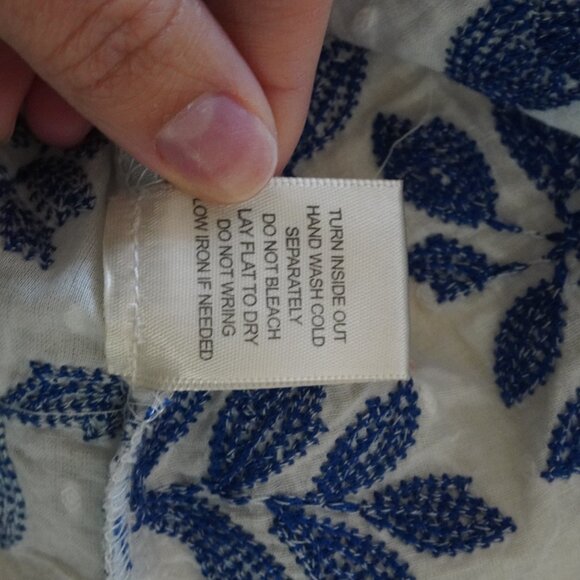 TURN INSIDE OUT
HAND WASH COLD
SEPARATELY
DO NOT BLEACH
LAY FLAT TO DRY
DO NOT WRING
LOW IRON IF NEEDED